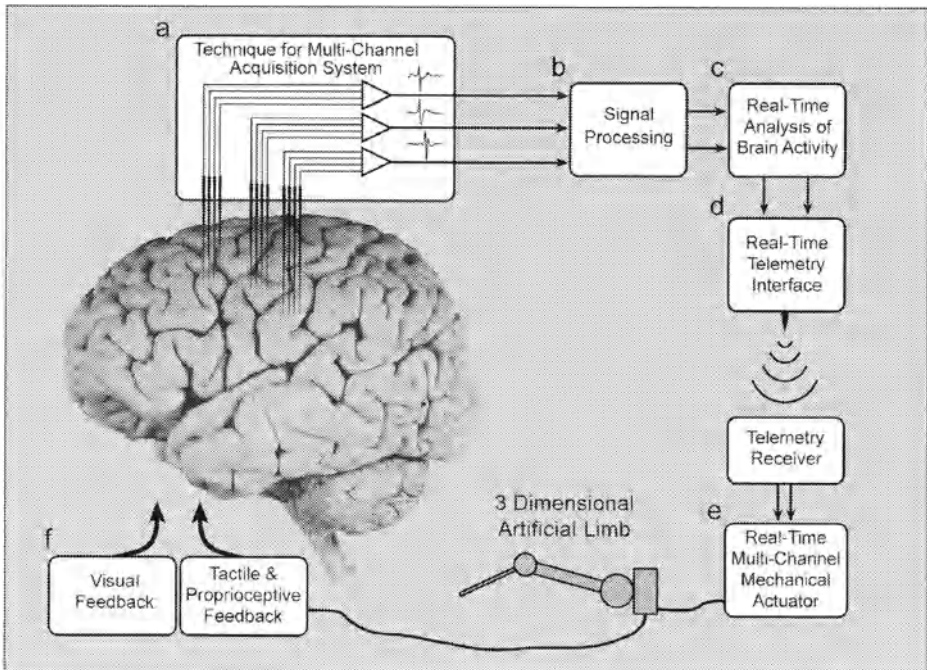 a
Technique for Multi-Channel
Acquisition System
b
Signal
Processing
c
Real-Time
Analysis of
Brain Activity
d
Real-Time
Telemetry
Interface
Telemetry
Receiver
e
Real-Time
Multi-Channel
Mechanical
Actuator
3 Dimensional
Artificial Limb
f
Visual
Feedback
Tactile &
Proprioceptive
Feedback